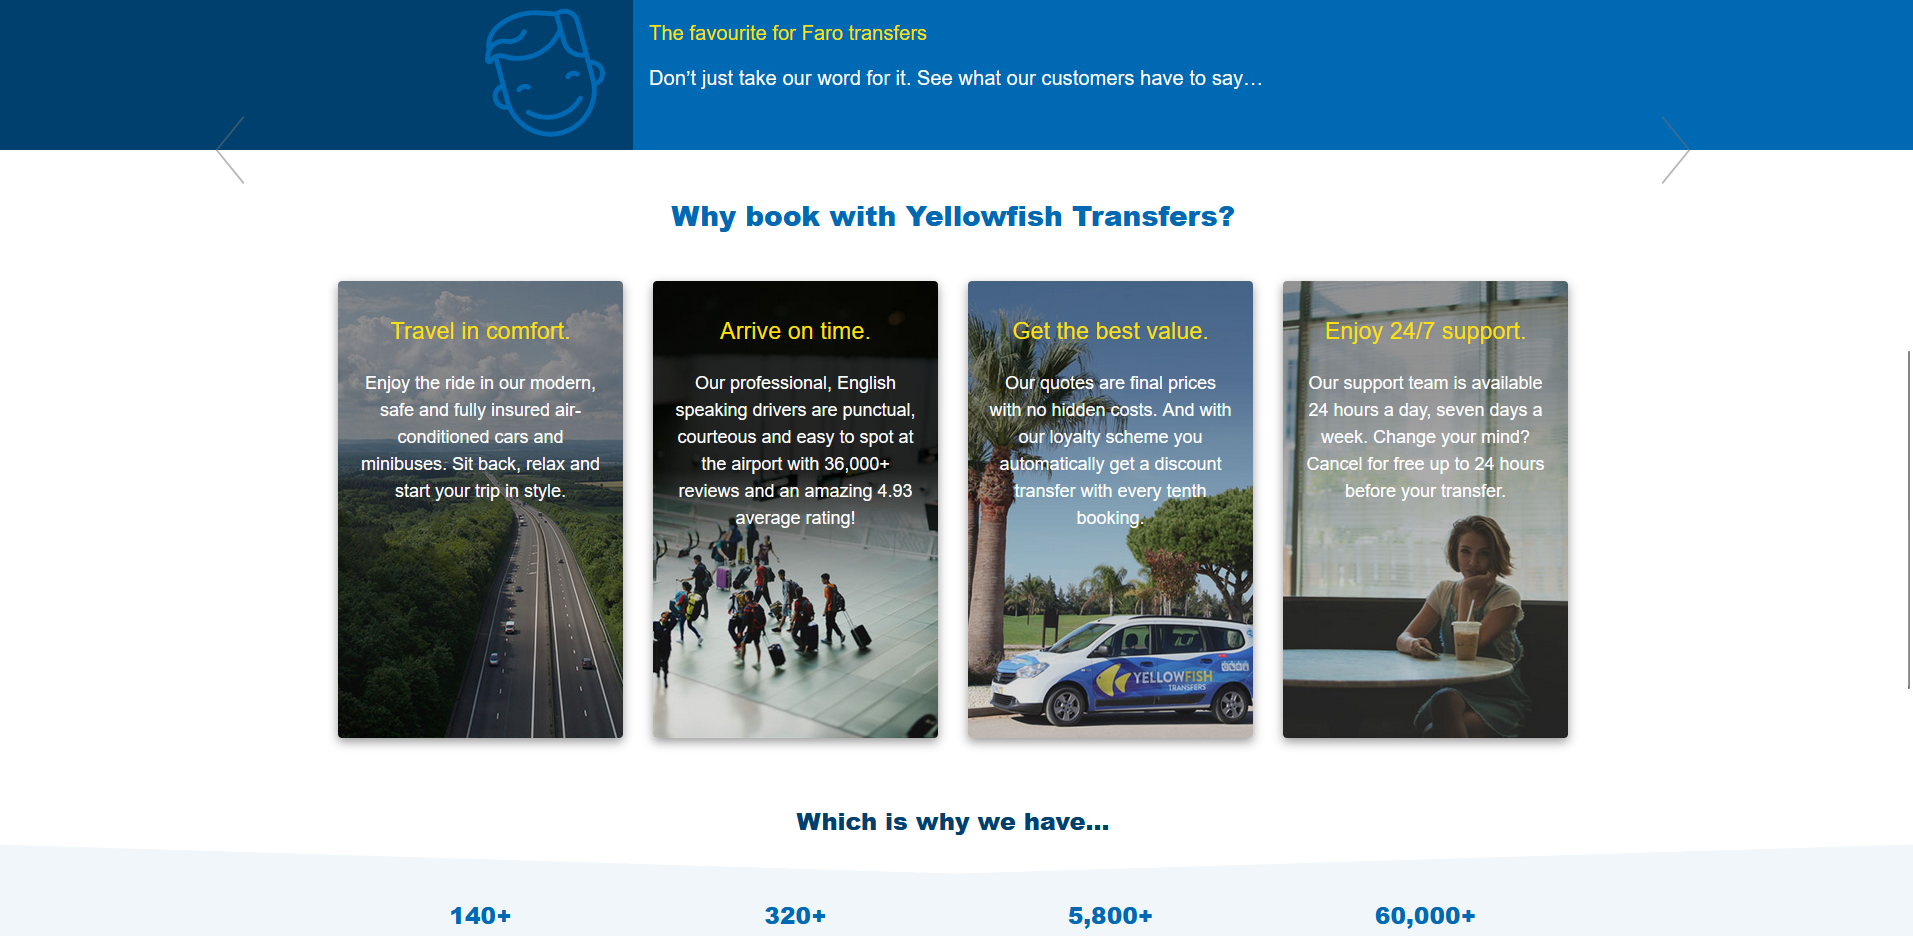 The favourite for Faro transfers
Don’t just take our word for it. See what our customers have to say…
Why book with Yellowfish Transfers?
Travel in comfort.
Enjoy the ride in our modern,
safe and fully insured air-
conditioned cars and
minibuses. Sit back, relax and
start your trip in style.
Arrive on time.
Our professional, English
speaking drivers are punctual,
courteous and easy to spot at
the airport with 36,000+
reviews and an amazing 4.93
average rating!
Get the best value.
Our quotes are final prices
with no hidden costs. And with
our loyalty scheme you
automatically get a discount
transfer with every tenth
booking.
YELLOWFISH
TRANSFERS
Enjoy 24/7 support.
Our support team is available
24 hours a day, seven days a
week. Change your mind?
Cancel for free up to 24 hours
before your transfer.
Which is why we have...
140+
320+
5,800+
60,000+